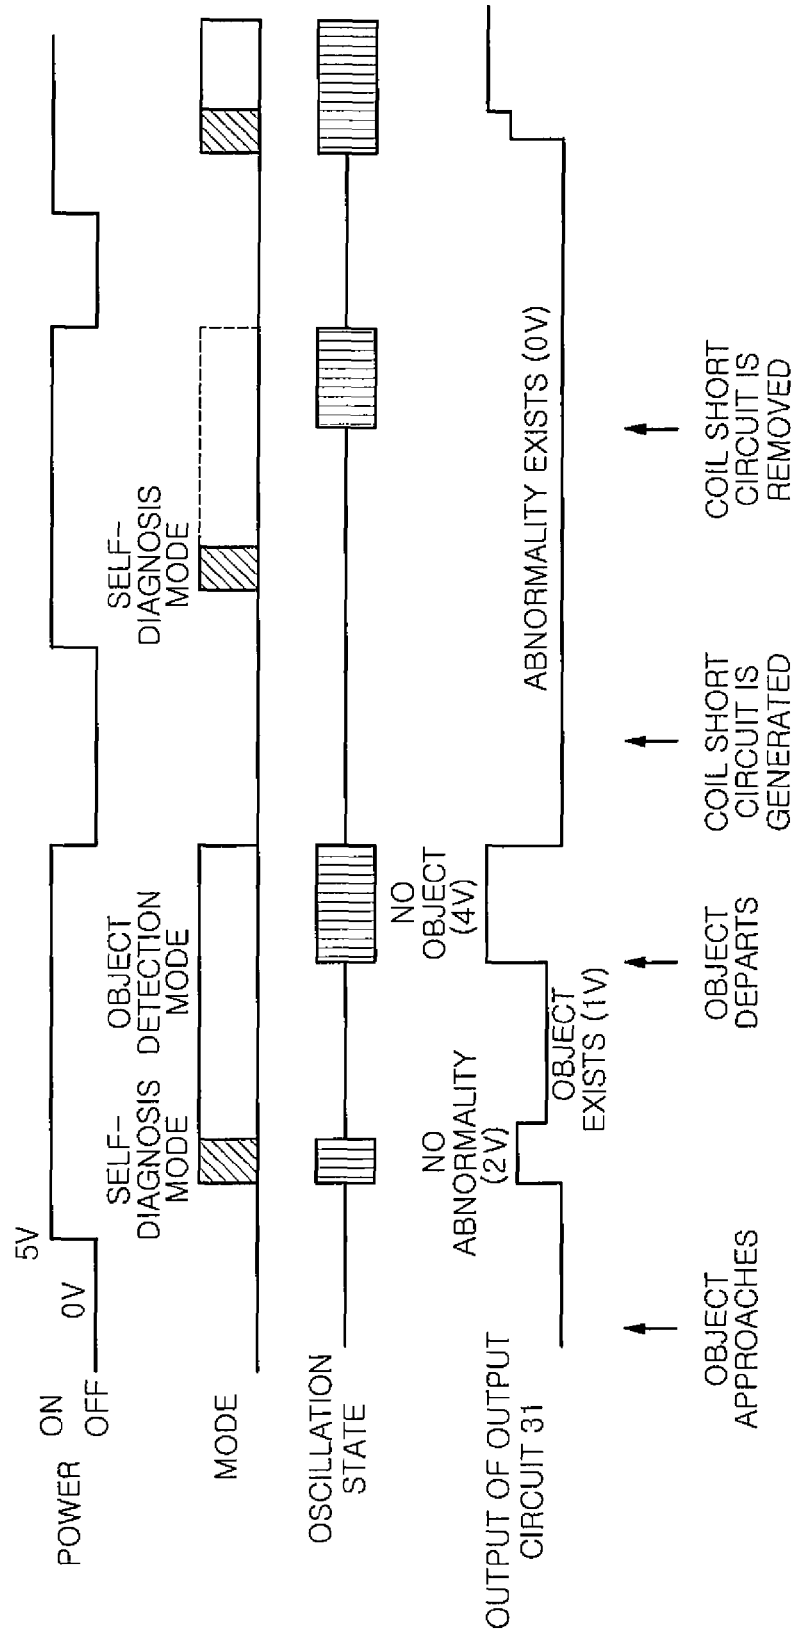 POWER
ON
OFF
5V
0V
MODE
SELF-
DIAGNOSIS
MODE
OBJECT
DETECTION
MODE
SELF-
DIAGNOSIS
MODE
OSCILLATION
STATE
OUTPUT OF OUTPUT
CIRCUIT 31
NO
ABNORMALITY
(2V)
OBJECT
EXISTS (1V)
NO
OBJECT
(4V)
ABNORMALITY EXISTS (0V)
OBJECT
APPROACHES
OBJECT
DEPARTS
COIL SHORT
CIRCUIT IS
GENERATED
COIL SHORT
CIRCUIT IS
REMOVED